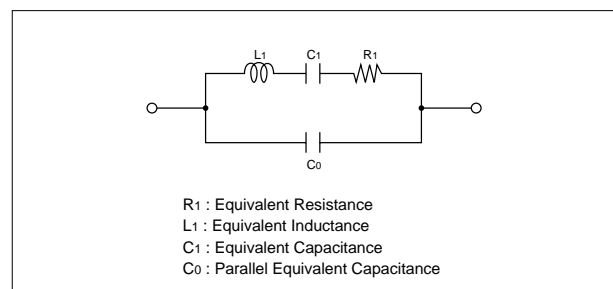 L1 C1 R1
C0
R1 : Equivalent Resistance
L1 : Equivalent Inductance
C1 : Equivalent Capacitance
C0 : Parallel Equivalent Capacitance